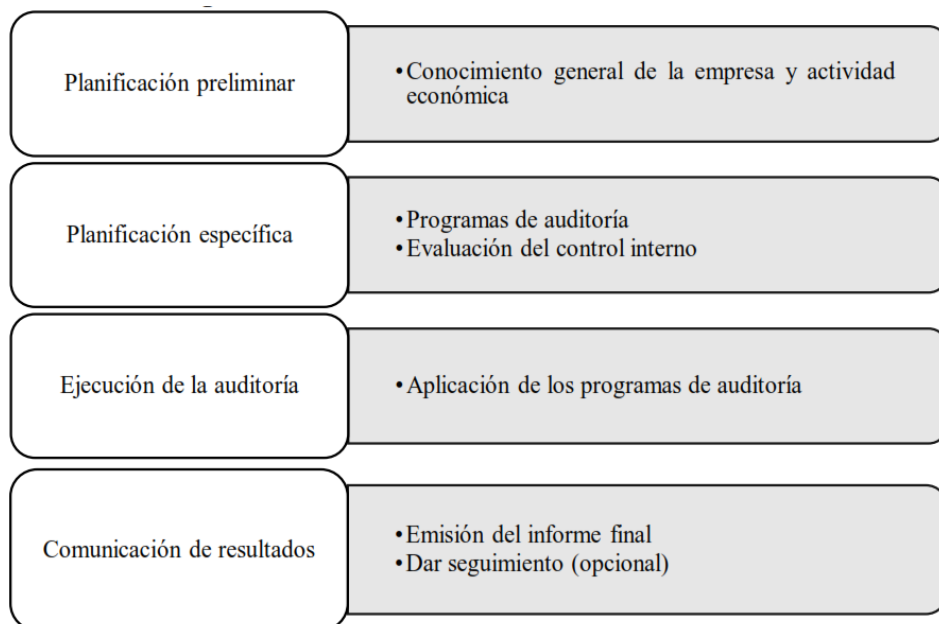 Planificación preliminar
•Conocimiento general de la empresa y actividad
económica
Planificación específica
•Programas de auditoría
•Evaluación del control interno
Ejecución de la auditoría
•Aplicación de los programas de auditoría
Comunicación de resultados
•Emisión del informe final
•Dar seguimiento (opcional)